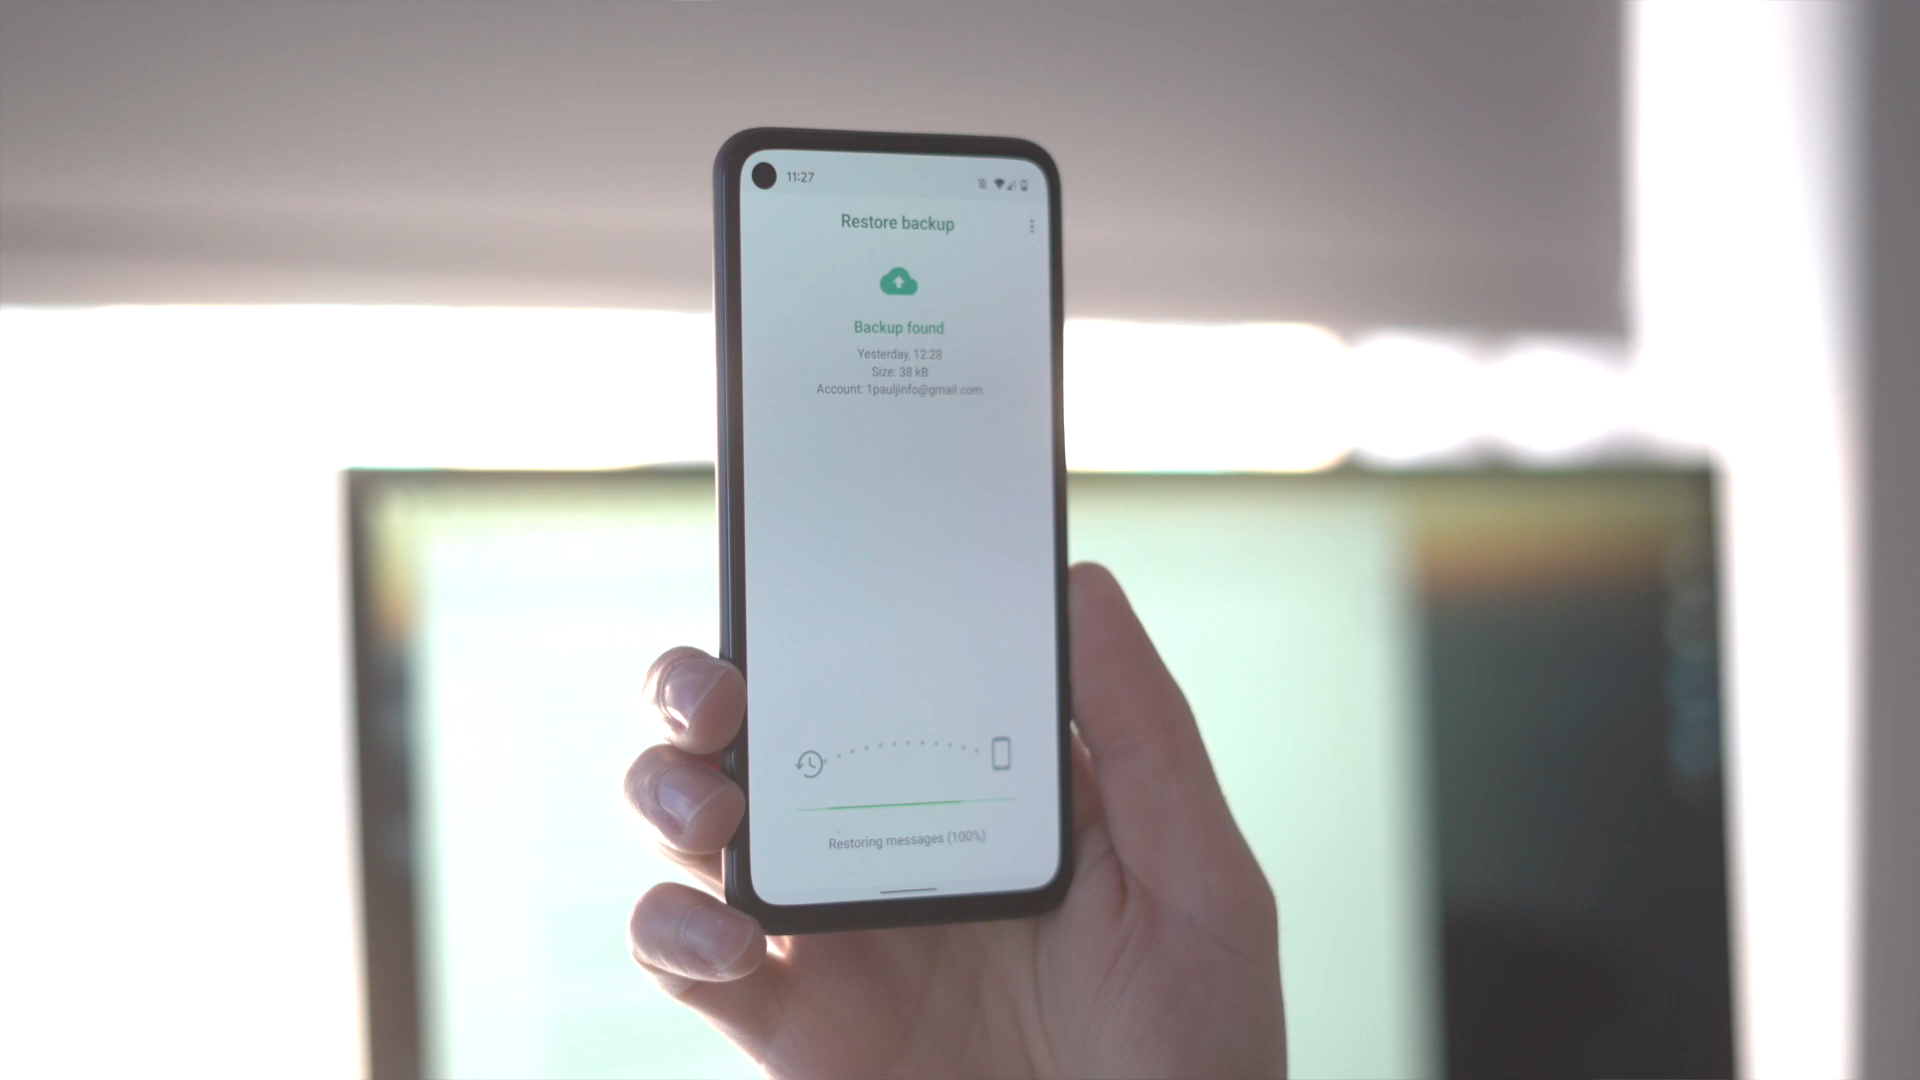 11:27
Restore backup
Backup found
Yesterday, 12:28
Size: 38 kB
Account: 1pauljinfo@gmail.com
Restoring messages (100%)